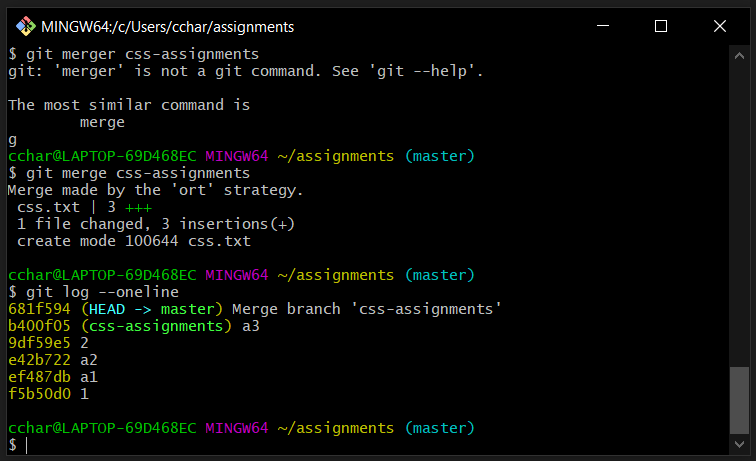 MINGW64:/c/Users/cchar/assignments
$ git merger css-assignments
git: 'merger' is not a git command. See 'git --help'.
The most similar command is
        merge
g
cchar@LAPTOP-69D468EC MINGW64 ~/assignments (master)
$ git merge css-assignments
Merge made by the 'ort' strategy.
 css.txt | 3 +++
 1 file changed, 3 insertions(+)
 create mode 100644 css.txt
cchar@LAPTOP-69D468EC MINGW64 ~/assignments (master)
$ git log --oneline
681f594 (HEAD -> master) Merge branch 'css-assignments'
b400f05 (css-assignments) a3
9df59e5 2
e42b722 a2
ef487db a1
f5b50d0 1
cchar@LAPTOP-69D468EC MINGW64 ~/assignments (master)
$